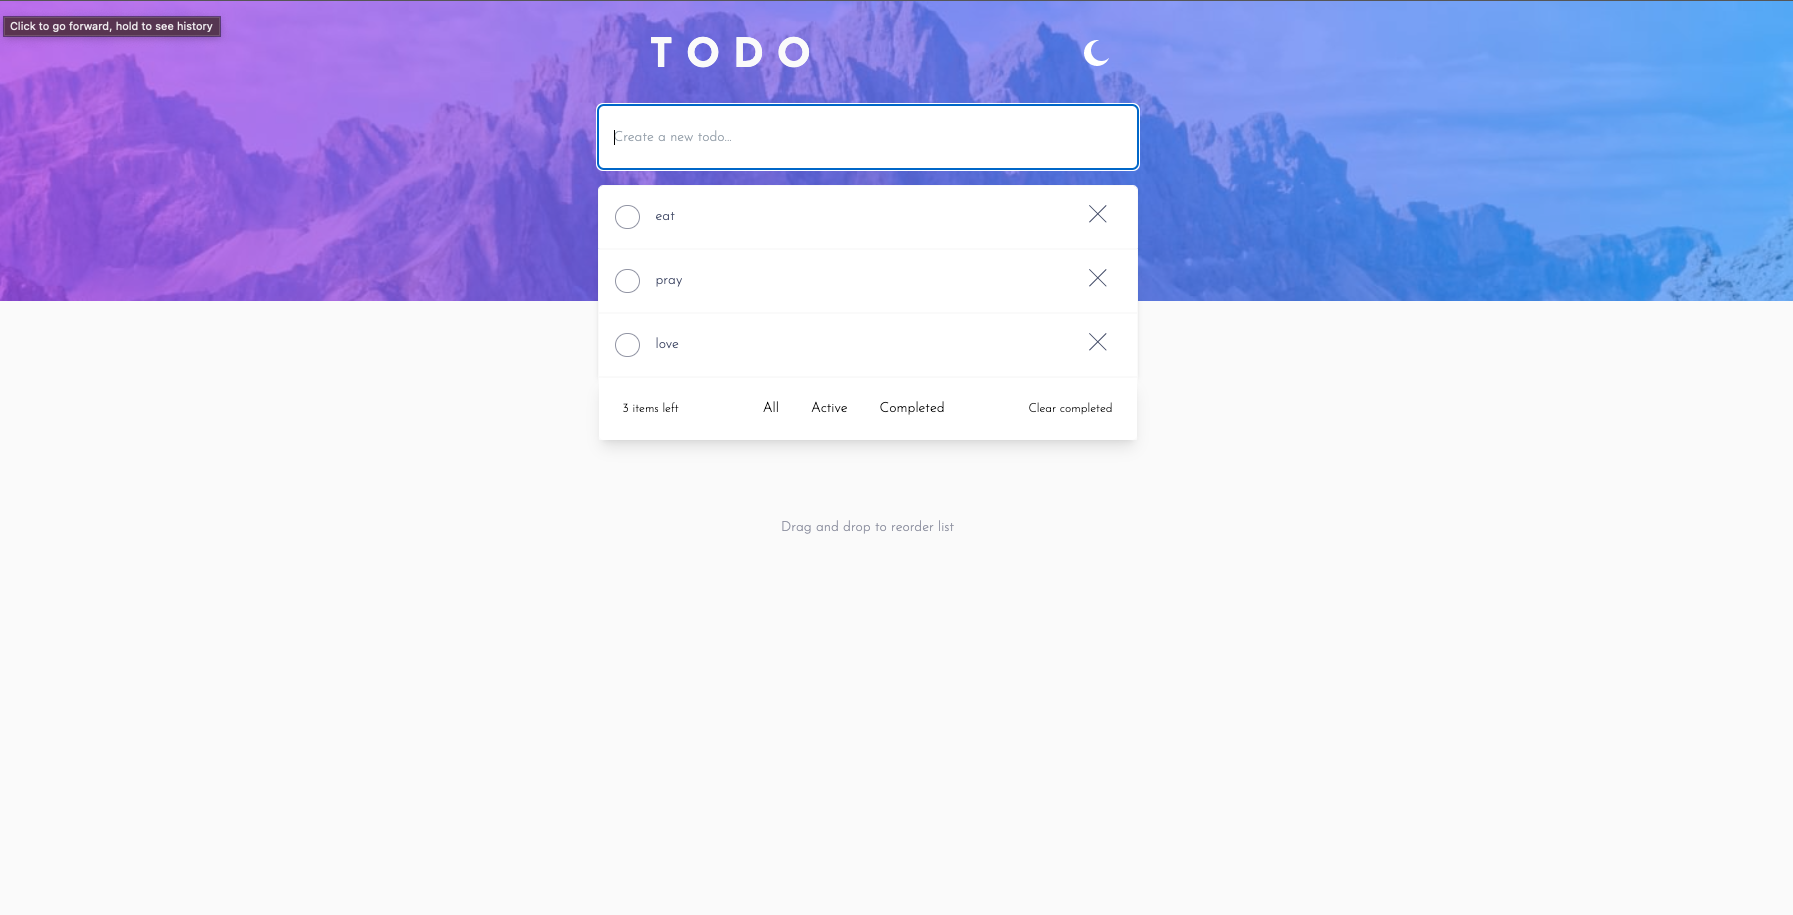 Click to go forward, hold to see history
TODO
Create a new todo...
eat
pray
love
3 items left All Active Completed Clear completed
Drag and drop to reorder list